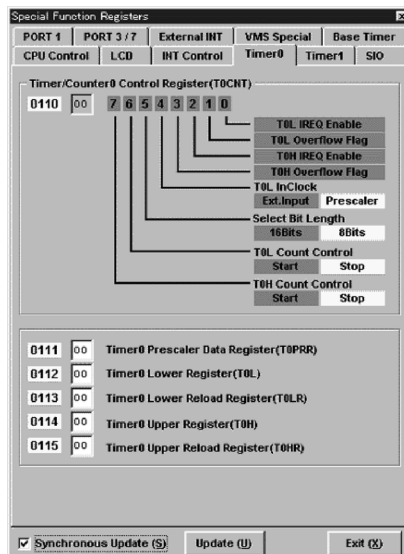 Special Function Registers
PORT 1 PORT 3 / 7 External INT VMS Special Base Timer
CPU Control LCD INT Control Timer0 Timer1 SIO
Timer/Counter0 Control Register(T0CNT)
0110 00 7 6 5 4 3 2 1 0
T0L IREQ Enable
T0L Overflow Flag
T0H IREQ Enable
T0H Overflow Flag
T0L InClock
Ext.Input Prescaler
Select Bit Length
16Bits 8Bits
T0L Count Control
Start Stop
T0H Count Control
Start Stop
0111 00 Timer0 Prescaler Data Register(T0PRR)
0112 00 Timer0 Lower Register(T0L)
0113 00 Timer0 Lower Reload Register(T0LR)
0114 00 Timer0 Upper Register(T0H)
0115 00 Timer0 Upper Reload Register(T0HR)
Synchronous Update (S) Update (U) Exit (X)